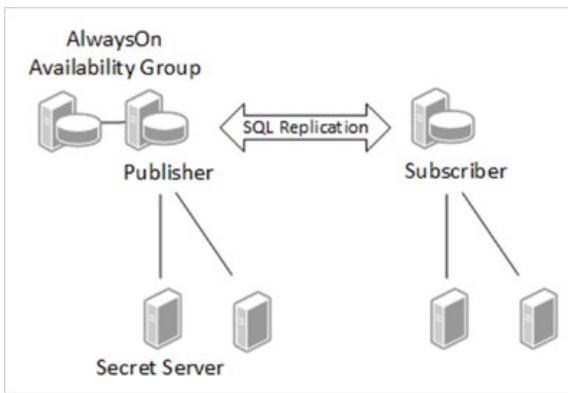 AlwaysOn
Availability Group
SQL Replication
Publisher
Subscriber
Secret Server